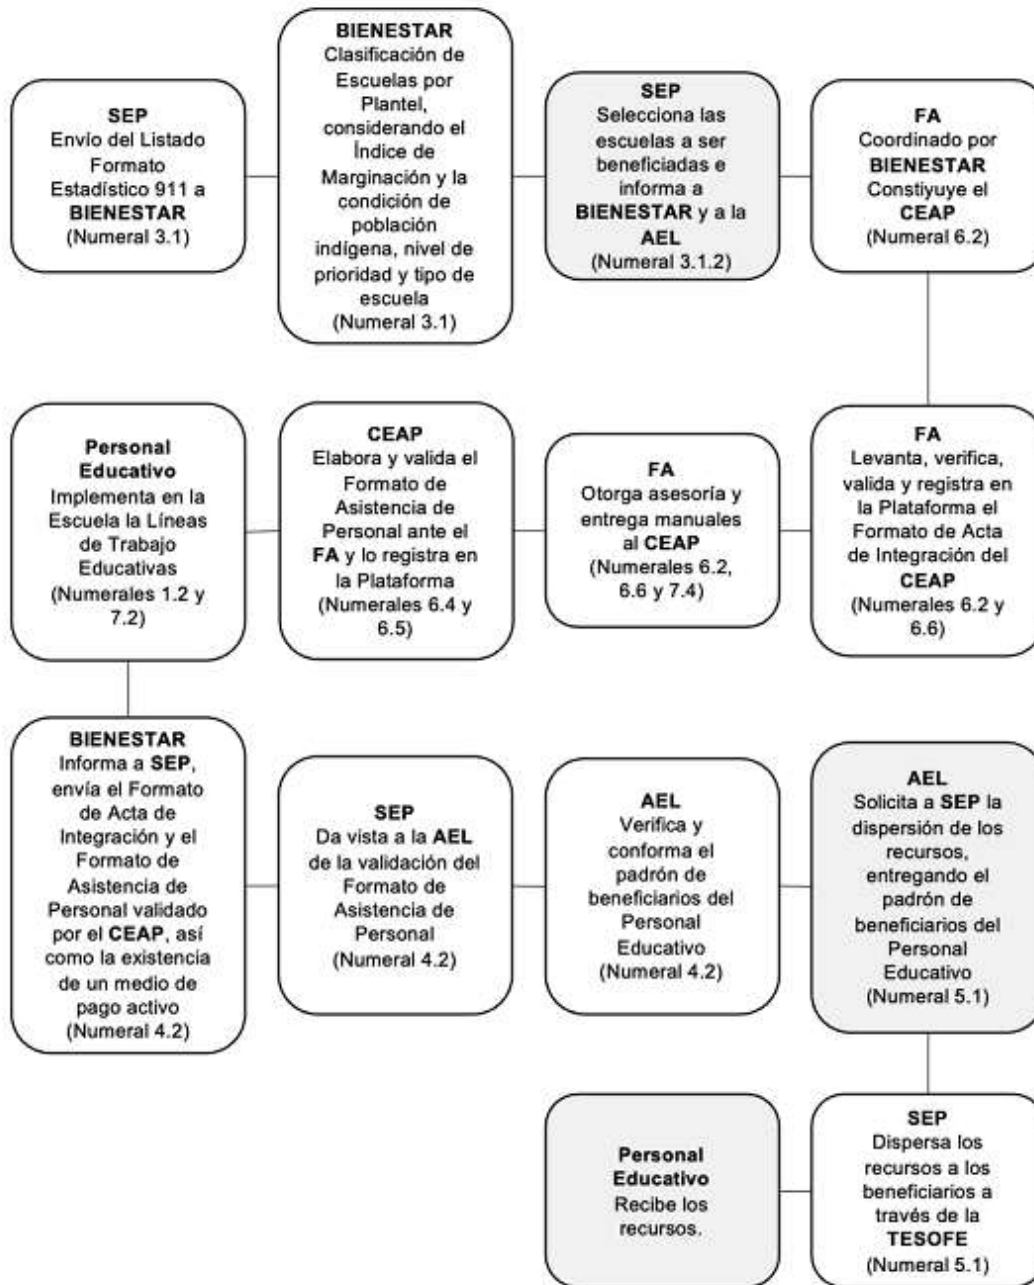 SEP
Envío del Listado
Formato
Estadístico 911 a
BIENESTAR
(Numeral 3.1)
BIENESTAR
Clasificación de
Escuelas por
Plantel,
considerando el
Índice de
Marginación y la
condición de
población
indígena, nivel de
prioridad y tipo de
escuela
(Numeral 3.1)
SEP
Selecciona las
escuelas a ser
beneficiadas e
informa a
BIENESTAR y a la
AEL
(Numeral 3.1.2)
FA
Coordinado por
BIENESTAR
Constiyuye el
CEAP
(Numeral 6.2)
FA
Levanta, verifica,
valida y registra en
la Plataforma el
Formato de Acta
de Integración del
CEAP
(Numerales 6.2 y
6.6)
FA
Otorga asesoría y
entrega manuales
al CEAP
(Numerales 6.2,
6.6 y 7.4)
CEAP
Elabora y valida el
Formato de
Asistencia de
Personal ante el
FA y lo registra en
la Plataforma
(Numerales 6.4 y
6.5)
Personal
Educativo
Implementa en la
Escuela la Líneas
de Trabajo
Educativas
(Numerales 1.2 y
7.2)
BIENESTAR
Informa a SEP,
envía el Formato
de Acta de
Integración y el
Formato de
Asistencia de
Personal validado
por el CEAP, así
como la existencia
de un medio de
pago activo
(Numeral 4.2)
SEP
Da vista a la AEL
de la validación del
Formato de
Asistencia de
Personal
(Numeral 4.2)
AEL
Verifica y
conforma el
padrón de
beneficiarios del
Personal
Educativo
(Numeral 4.2)
AEL
Solicita a SEP la
dispersión de los
recursos,
entregando el
padrón de
beneficiarios del
Personal
Educativo
(Numeral 5.1)
SEP
Dispersa los
recursos a los
beneficiarios a
través de la
TESOFE
(Numeral 5.1)
Personal
Educativo
Recibe los
recursos.